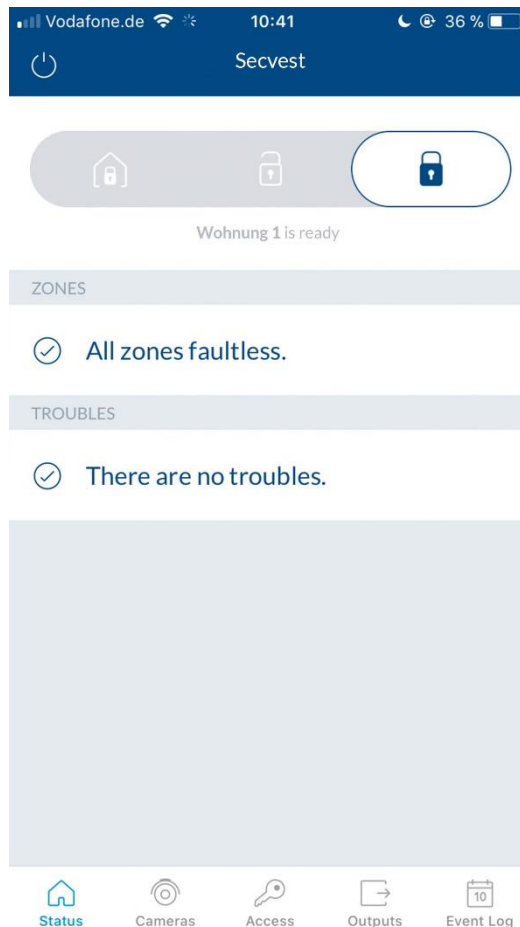 Vodafone.de 10:41 36 %
Secvest
Wohnung 1 is ready
ZONES
All zones faultless.
TROUBLES
There are no troubles.
10
Status Cameras Access Outputs Event Log